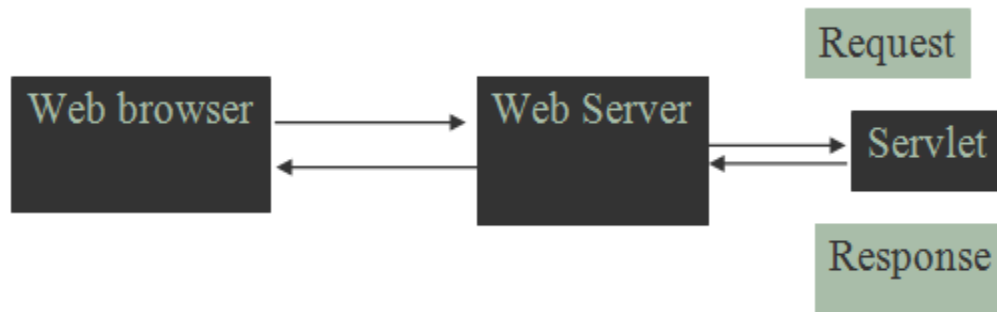 Request
Web browser
Web Server
Servlet
Response